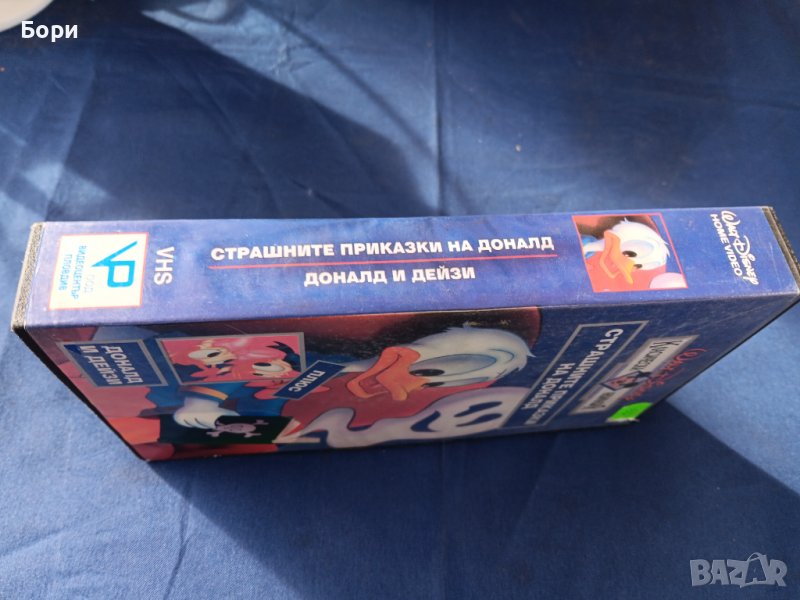 Бори
Walt Disney
HOME VIDEO
СТРАШНИТЕ ПРИКАЗКИ НА ДОНАЛД
ДОНАЛД И ДЕЙЗИ
VHS
VP
ООД
ВИДЕОЦЕНТЪР
ПЛОВДИВ
СТРАШНИТЕ ПРИКАЗКИ
НА ДОНАЛД
ПЛЮС
ДОНАЛД
И ДЕЙЗИ
BAZAR